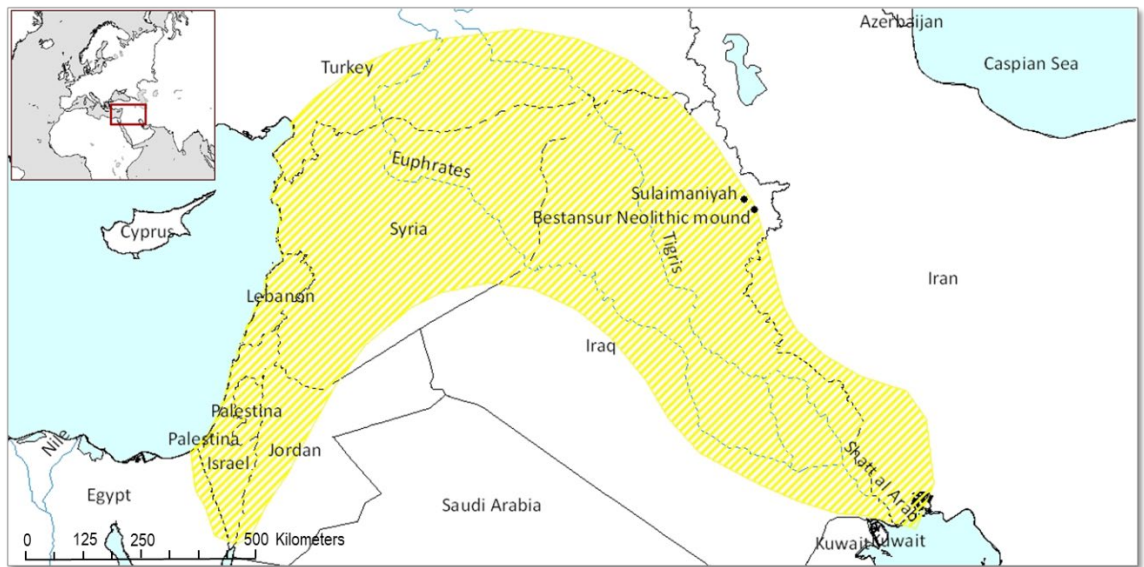 Azerbaijan
Caspian Sea
Turkey
Euphrates
Sulaimaniyah
Bestansur Neolithic mound
Cyprus
Syria
Tigris
Iran
Lebanon
Iraq
Palestina
Palestina
Israel
Jordan
Nile
Egypt
Saudi Arabia
Shatt al Arab
Kuwait
Kuwait
0 125 250 500 Kilometers